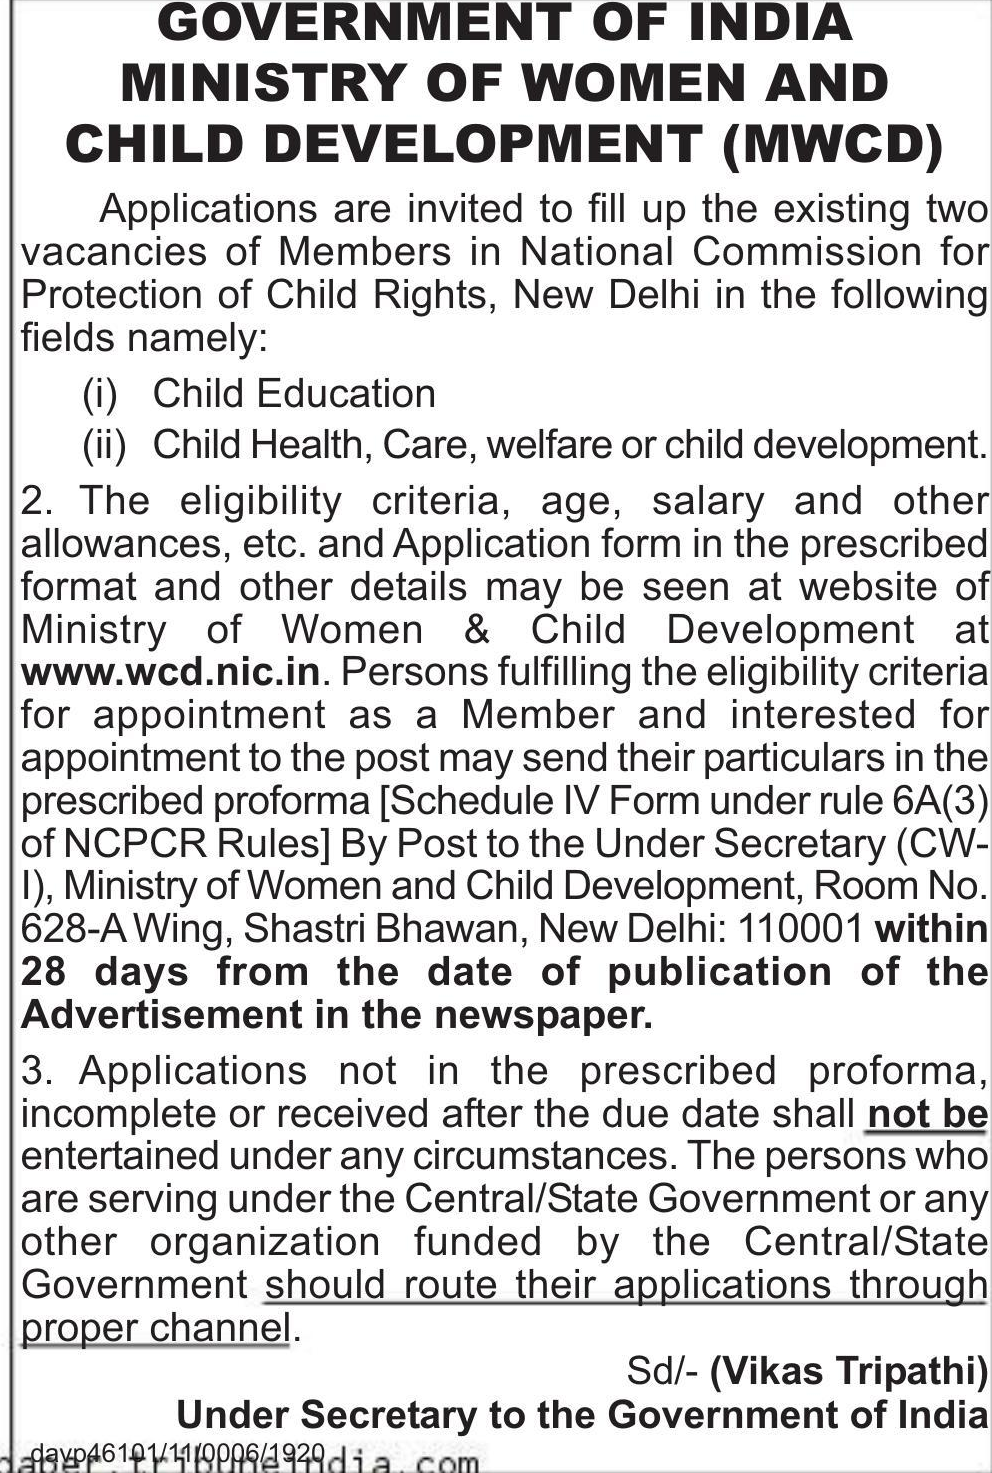 GOVERNMENT OF INDIA
MINISTRY OF WOMEN AND
CHILD DEVELOPMENT (MWCD)
Applications are invited to fill up the existing two
vacancies of Members in National Commission for
Protection of Child Rights, New Delhi in the following
fields namely:
(i) Child Education
(ii) Child Health, Care, welfare or child development.
2. The eligibility criteria, age, salary and other
allowances, etc. and Application form in the prescribed
format and other details may be seen at website of
Ministry of Women & Child Development at
www.wcd.nic.in. Persons fulfilling the eligibility criteria
for appointment as a Member and interested for
appointment to the post may send their particulars in the
prescribed proforma [Schedule IV Form under rule 6A(3)
of NCPCR Rules] By Post to the Under Secretary (CW-
I), Ministry of Women and Child Development, Room No.
628-A Wing, Shastri Bhawan, New Delhi: 110001 within
28 days from the date of publication of the
Advertisement in the newspaper.
3. Applications not in the prescribed proforma,
incomplete or received after the due date shall not be
entertained under any circumstances. The persons who
are serving under the Central/State Government or any
other organization funded by the Central/State
Government should route their applications through
proper channel.
Sd/- (Vikas Tripathi)
Under Secretary to the Government of India
davp46101/11/0006/1920
tribuneindia.com